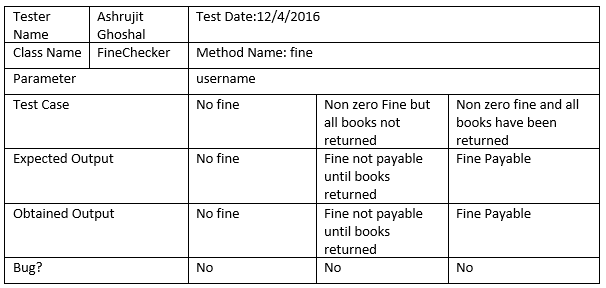 Tester Name Ashrujit Ghoshal Test Date:12/4/2016
Class Name FineChecker Method Name: fine
Parameter username
Test Case No fine Non zero Fine but all books not returned Non zero fine and all books have been returned
Expected Output No fine Fine not payable until books returned Fine Payable
Obtained Output No fine Fine not payable until books returned Fine Payable
Bug? No No No